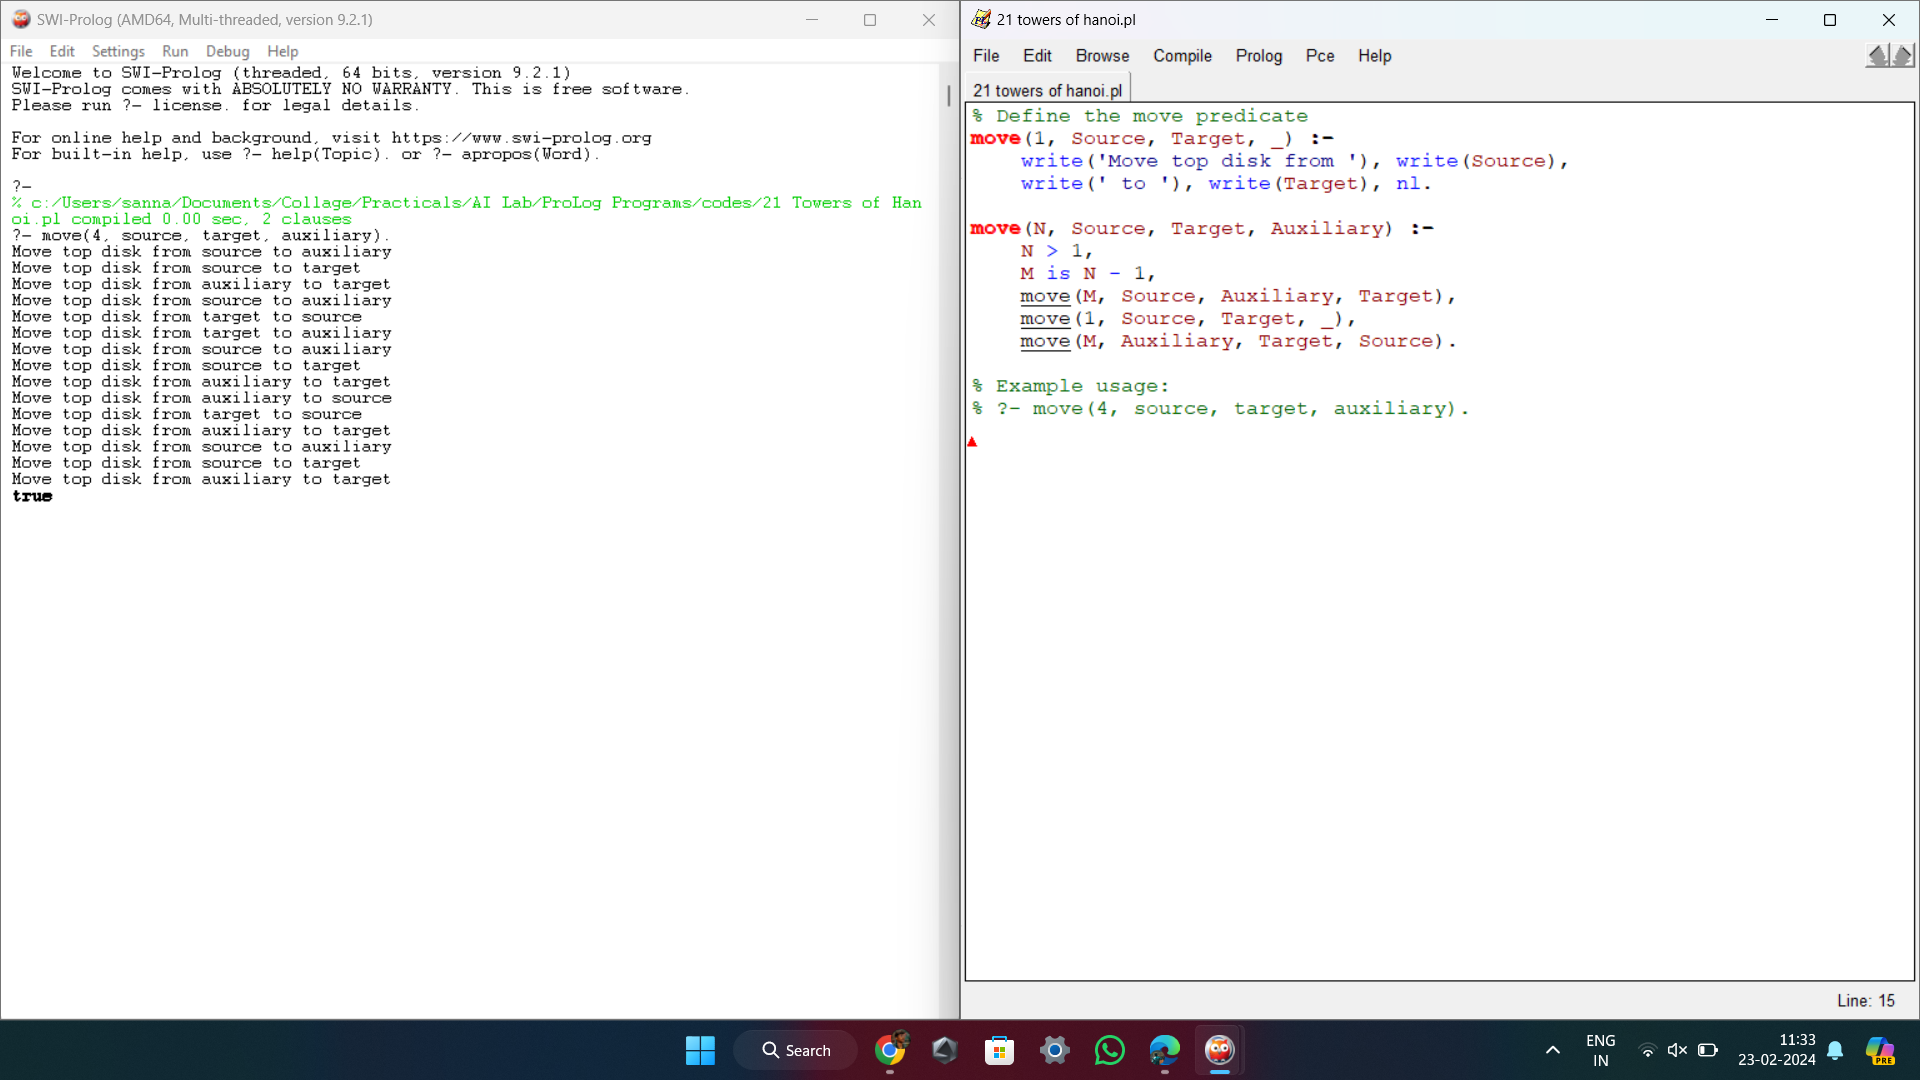 SWI-Prolog (AMD64, Multi-threaded, version 9.2.1)
File Edit Settings Run Debug Help
Welcome to SWI-Prolog (threaded, 64 bits, version 9.2.1)
SWI-Prolog comes with ABSOLUTELY NO WARRANTY. This is free software.
Please run ?- license. for legal details.
For online help and background, visit https://www.swi-prolog.org
For built-in help, use ?- help(Topic). or ?- apropos(Word).
?-
% c:/Users/sanna/Documents/Collage/Practicals/AI Lab/ProLog Programs/codes/21 Towers of Han
oi.pl compiled 0.00 sec, 2 clauses
?- move(4, source, target, auxiliary).
Move top disk from source to auxiliary
Move top disk from source to target
Move top disk from auxiliary to target
Move top disk from source to auxiliary
Move top disk from target to source
Move top disk from target to auxiliary
Move top disk from source to auxiliary
Move top disk from source to target
Move top disk from auxiliary to target
Move top disk from auxiliary to source
Move top disk from target to source
Move top disk from auxiliary to target
Move top disk from source to auxiliary
Move top disk from source to target
Move top disk from auxiliary to target
true
21 towers of hanoi.pl
File Edit Browse Compile Prolog Pce Help
21 towers of hanoi.pl
% Define the move predicate
move(1, Source, Target, _) :-
    write('Move top disk from '), write(Source),
    write(' to '), write(Target), nl.
move(N, Source, Target, Auxiliary) :-
    N > 1,
    M is N - 1,
    move(M, Source, Auxiliary, Target),
    move(1, Source, Target, _),
    move(M, Auxiliary, Target, Source).
% Example usage:
% ?- move(4, source, target, auxiliary).
Line: 15
Search
ENG
IN
11:33
23-02-2024
PRE